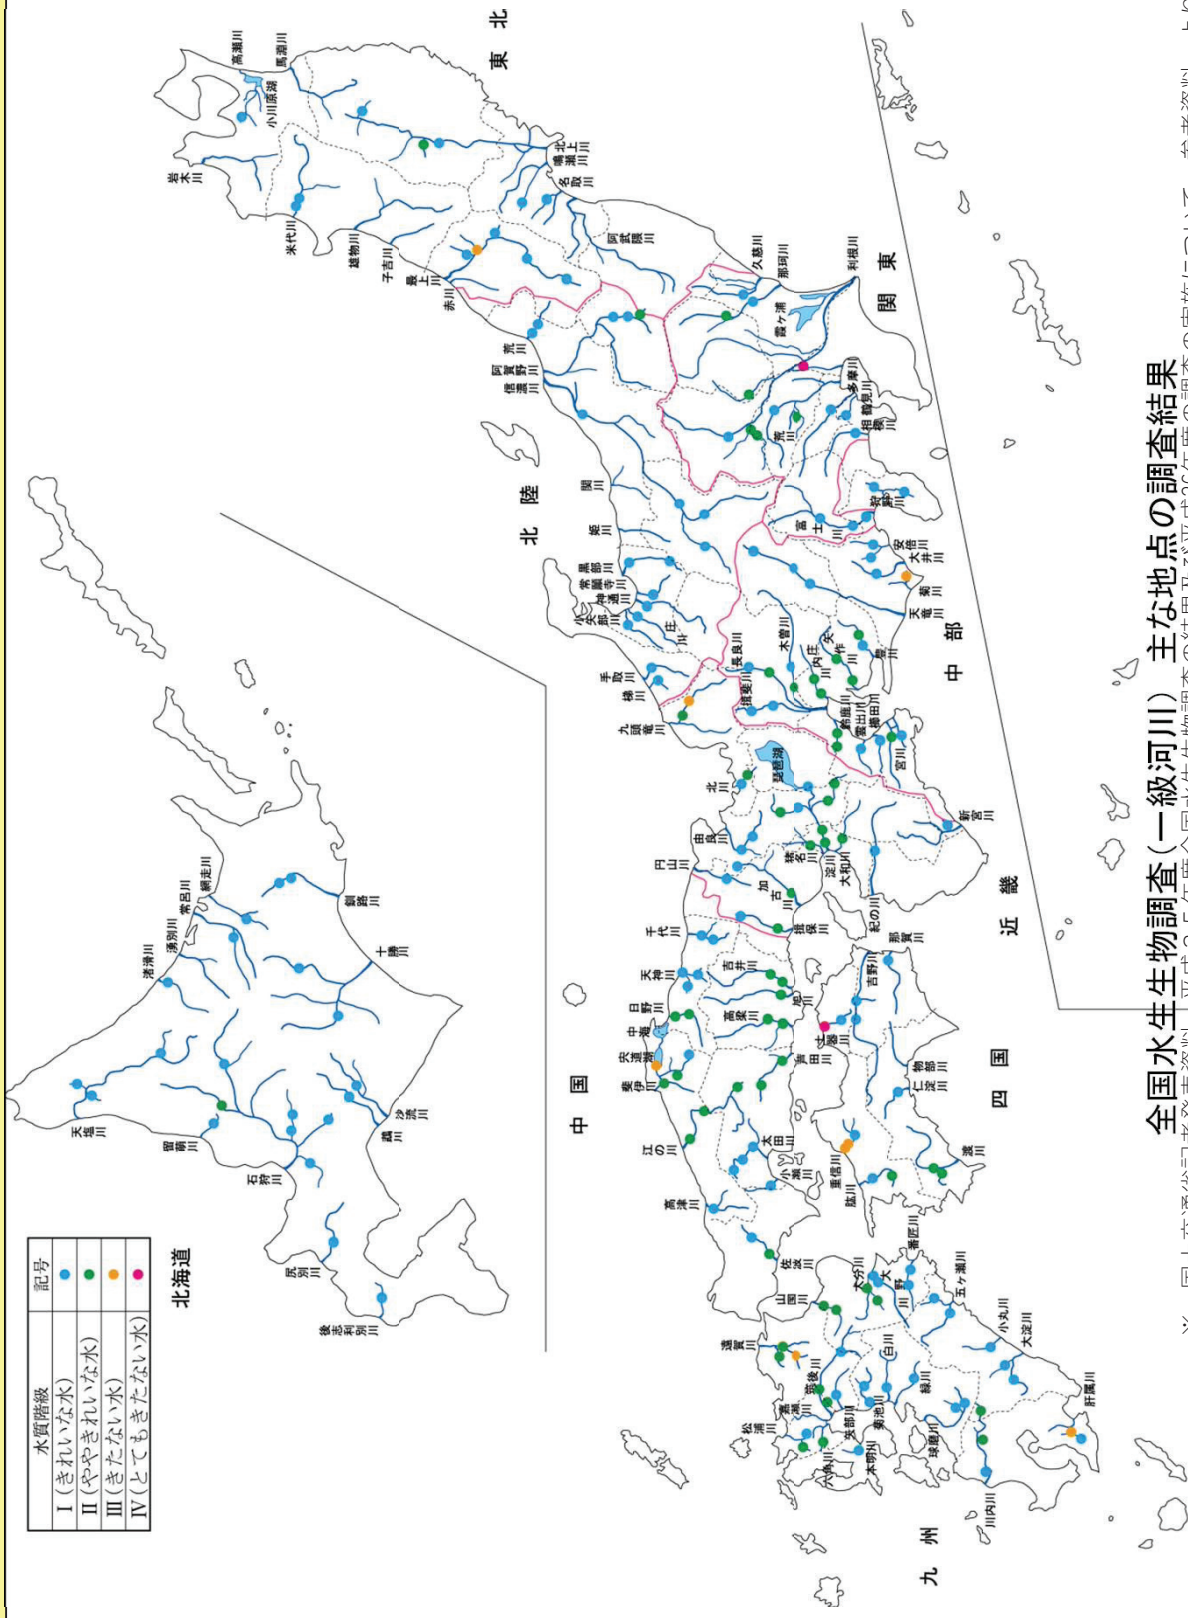 全国水生生物調査(一級河川) 主な地点の調査結果
水質階級 記号
Ⅰ(きれいな水)
Ⅱ(ややきれいな水)
Ⅲ(きたない水)
Ⅳ(とてもきたない水)
北海道
天塩川
留萌川
石狩川
尻別川
後志利別川
鵡川
沙流川
十勝川
釧路川
網走川
常呂川
湧別川
渚滑川
東北
高瀬川
小川原湖
馬淵川
岩木川
米代川
雄物川
子吉川
最上川
赤川
北上川
鳴瀬川
名取川
阿武隈川
関東
久慈川
那珂川
利根川
霞ヶ浦
荒川
多摩川
鶴見川
相模川
北陸
荒川
阿賀野川
信濃川
関川
姫川
黒部川
常願寺川
神通川
庄川
小矢部川
手取川
梯川
中部
狩野川
富士川
安倍川
大井川
菊川
天竜川
豊川
矢作川
庄内川
木曽川
長良川
揖斐川
鈴鹿川
雲出川
櫛田川
宮川
近畿
九頭竜川
北川
由良川
円山川
琵琶湖
猪名川
淀川
大和川
加古川
揖保川
紀の川
新宮川
中国
千代川
天神川
日野川
中海
宍道湖
斐伊川
江の川
高津川
吉井川
旭川
高梁川
芦田川
太田川
小瀬川
佐波川
四国
那賀川
吉野川
土器川
物部川
仁淀川
重信川
肱川
渡川
九州
遠賀川
山国川
大分川
大野川
番匠川
五ヶ瀬川
小丸川
大淀川
肝属川
川内川
球磨川
緑川
白川
菊池川
矢部川
筑後川
嘉瀬川
松浦川
六角川
本明川